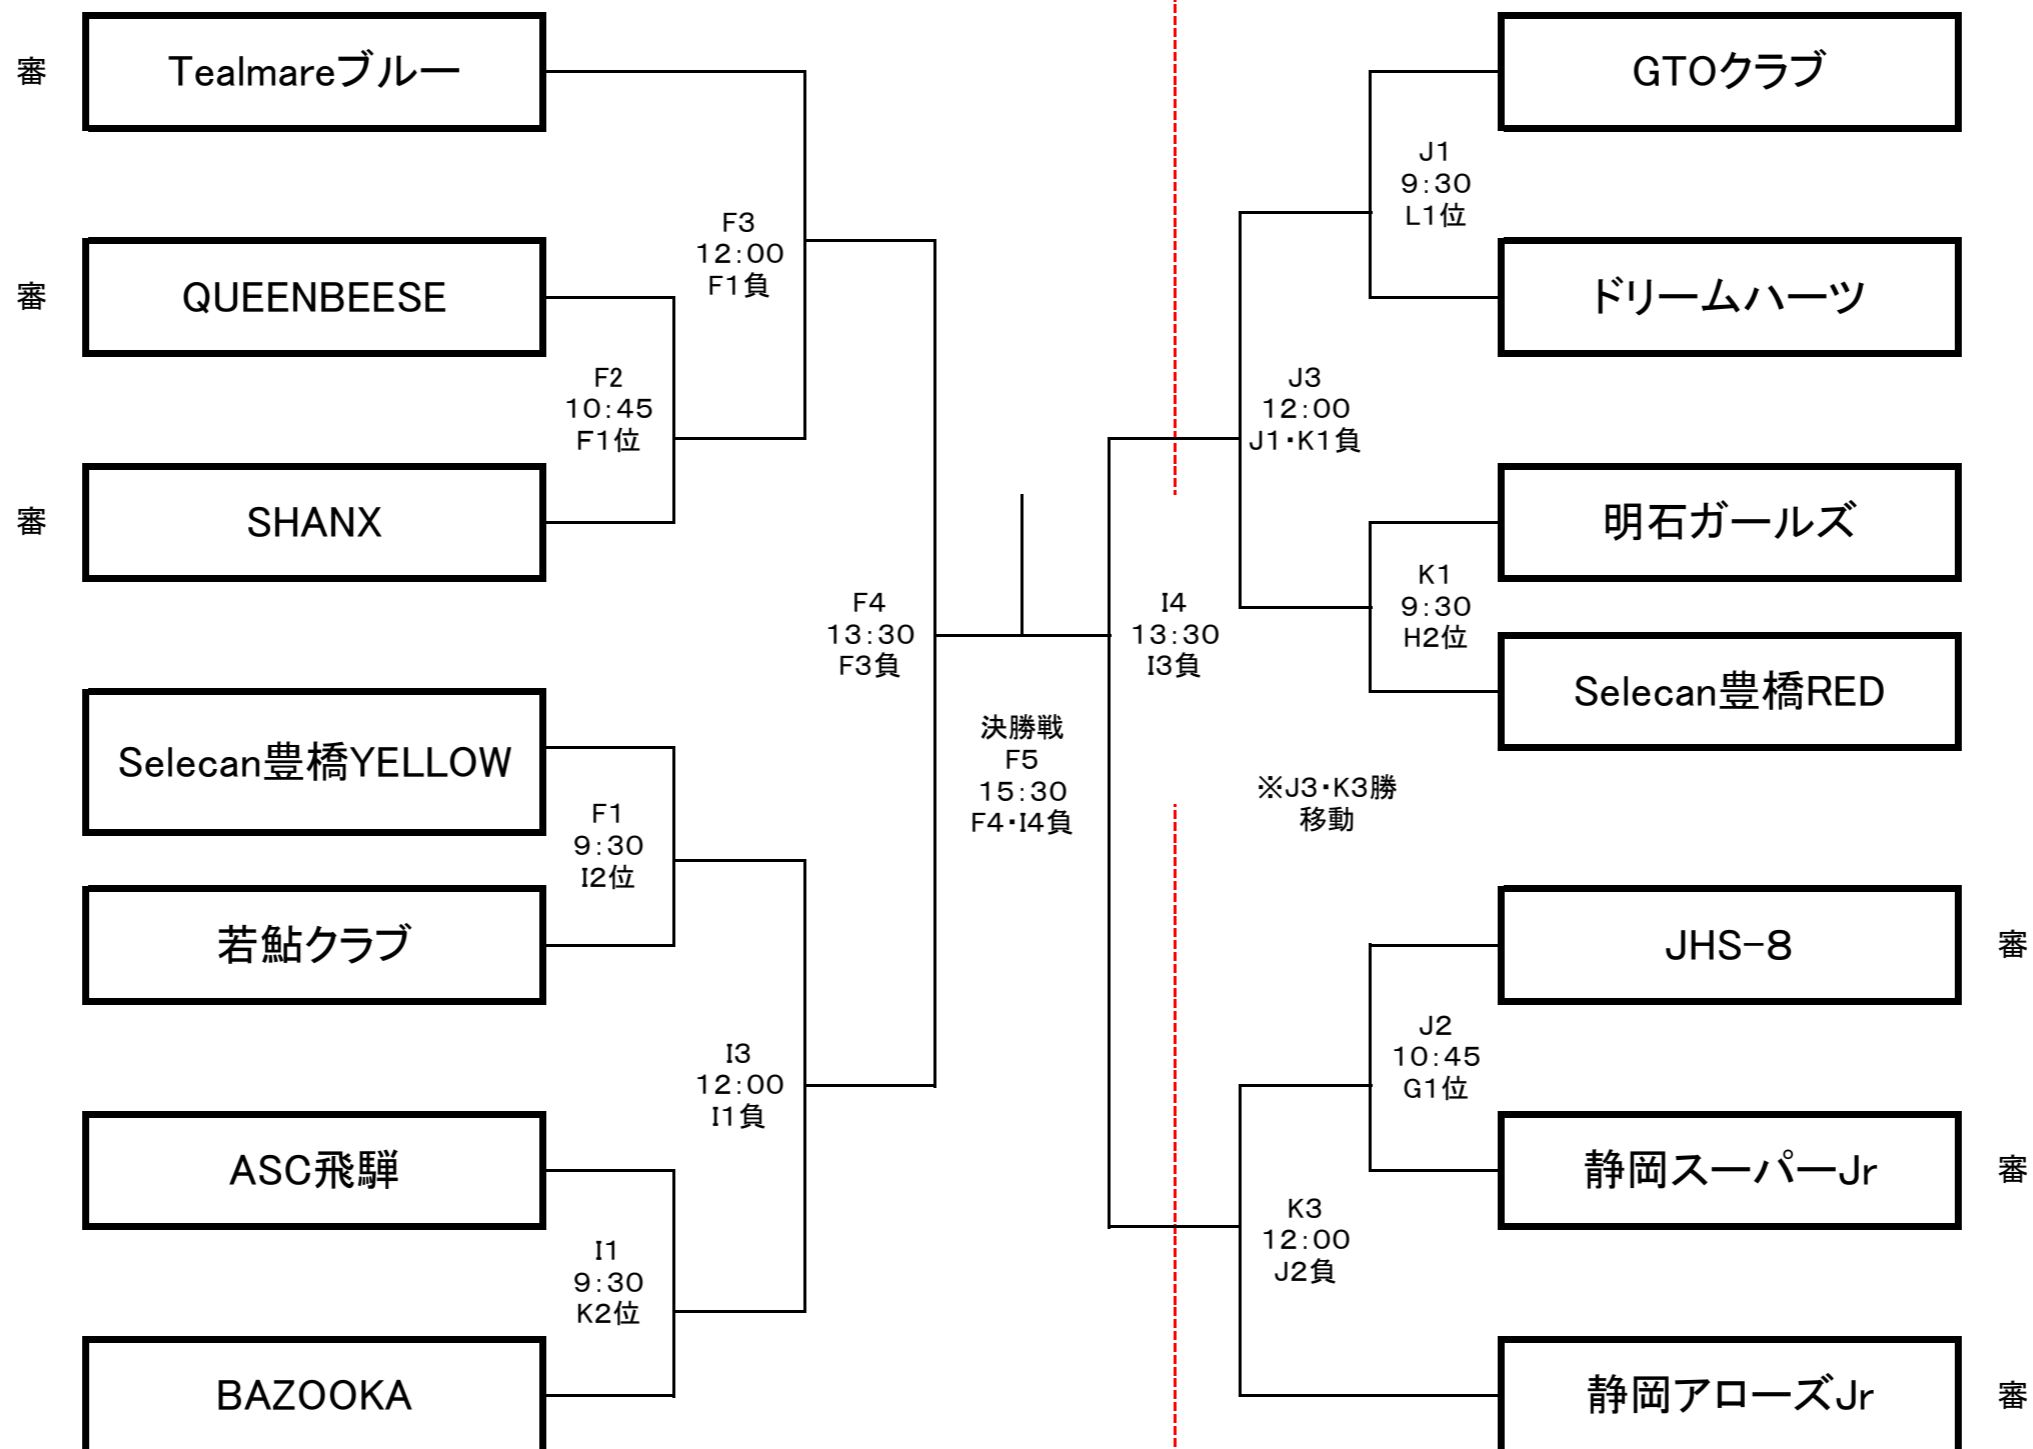 審
Tealmareブルー
審
QUEENBEESE
審
SHANX
Selecan豊橋YELLOW
若鮎クラブ
ASC飛騨
BAZOOKA
F3
12:00
F1負
F2
10:45
F1位
F1
9:30
I2位
I3
12:00
I1負
I1
9:30
K2位
F4
13:30
F3負
決勝戦
F5
15:30
F4・I4負
I4
13:30
I3負
J1
9:30
L1位
J3
12:00
J1・K1負
K1
9:30
H2位
※J3・K3勝
移動
J2
10:45
G1位
K3
12:00
J2負
GTOクラブ
ドリームハーツ
明石ガールズ
Selecan豊橋RED
JHS-8
審
静岡スーパーJr
審
静岡アローズJr
審